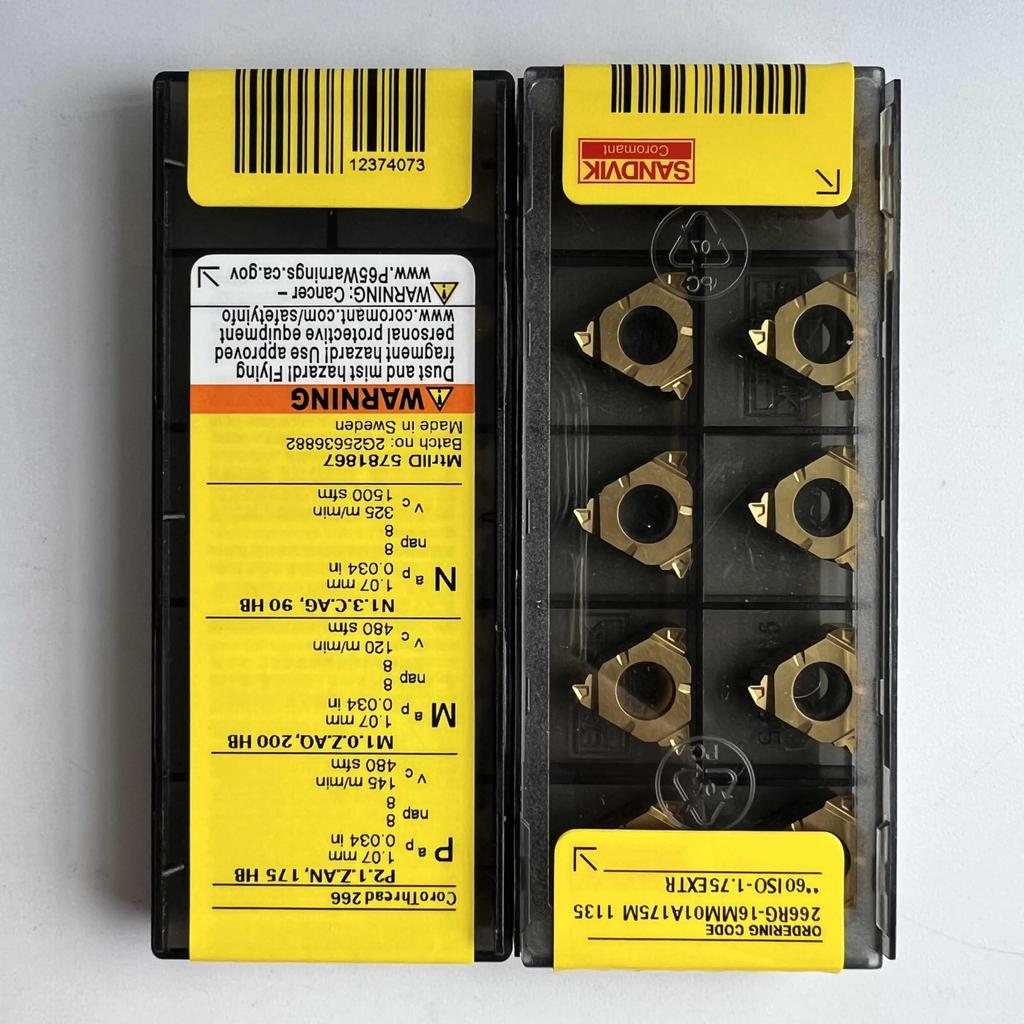 12374073
CoroThread 266
P2.1.Z.AN, 175 HB
P
a p 1.07 mm
0.034 in
nap 8
8
v c 145 m/min
480 sfm
M1.0.Z.AQ, 200 HB
M
a p 1.07 mm
0.034 in
nap 8
8
v c 120 m/min
480 sfm
N1.3.C.AG, 90 HB
N
a p 1.07 mm
0.034 in
nap 8
8
v c 325 m/min
1500 sfm
MtrlID 5781867
Batch no: 2G25636882
Made in Sweden
WARNING
Dust and mist hazard! Flying
fragment hazard! Use approved
personal protective equipment
www.coromant.com/safetyinfo
WARNING: Cancer –
www.P65Warnings.ca.gov
ORDERING CODE
266RG-16MM01A175M 1135
**60ISO-1.75EXTR
07
PC
07
PC
SANDVIK
Coromant